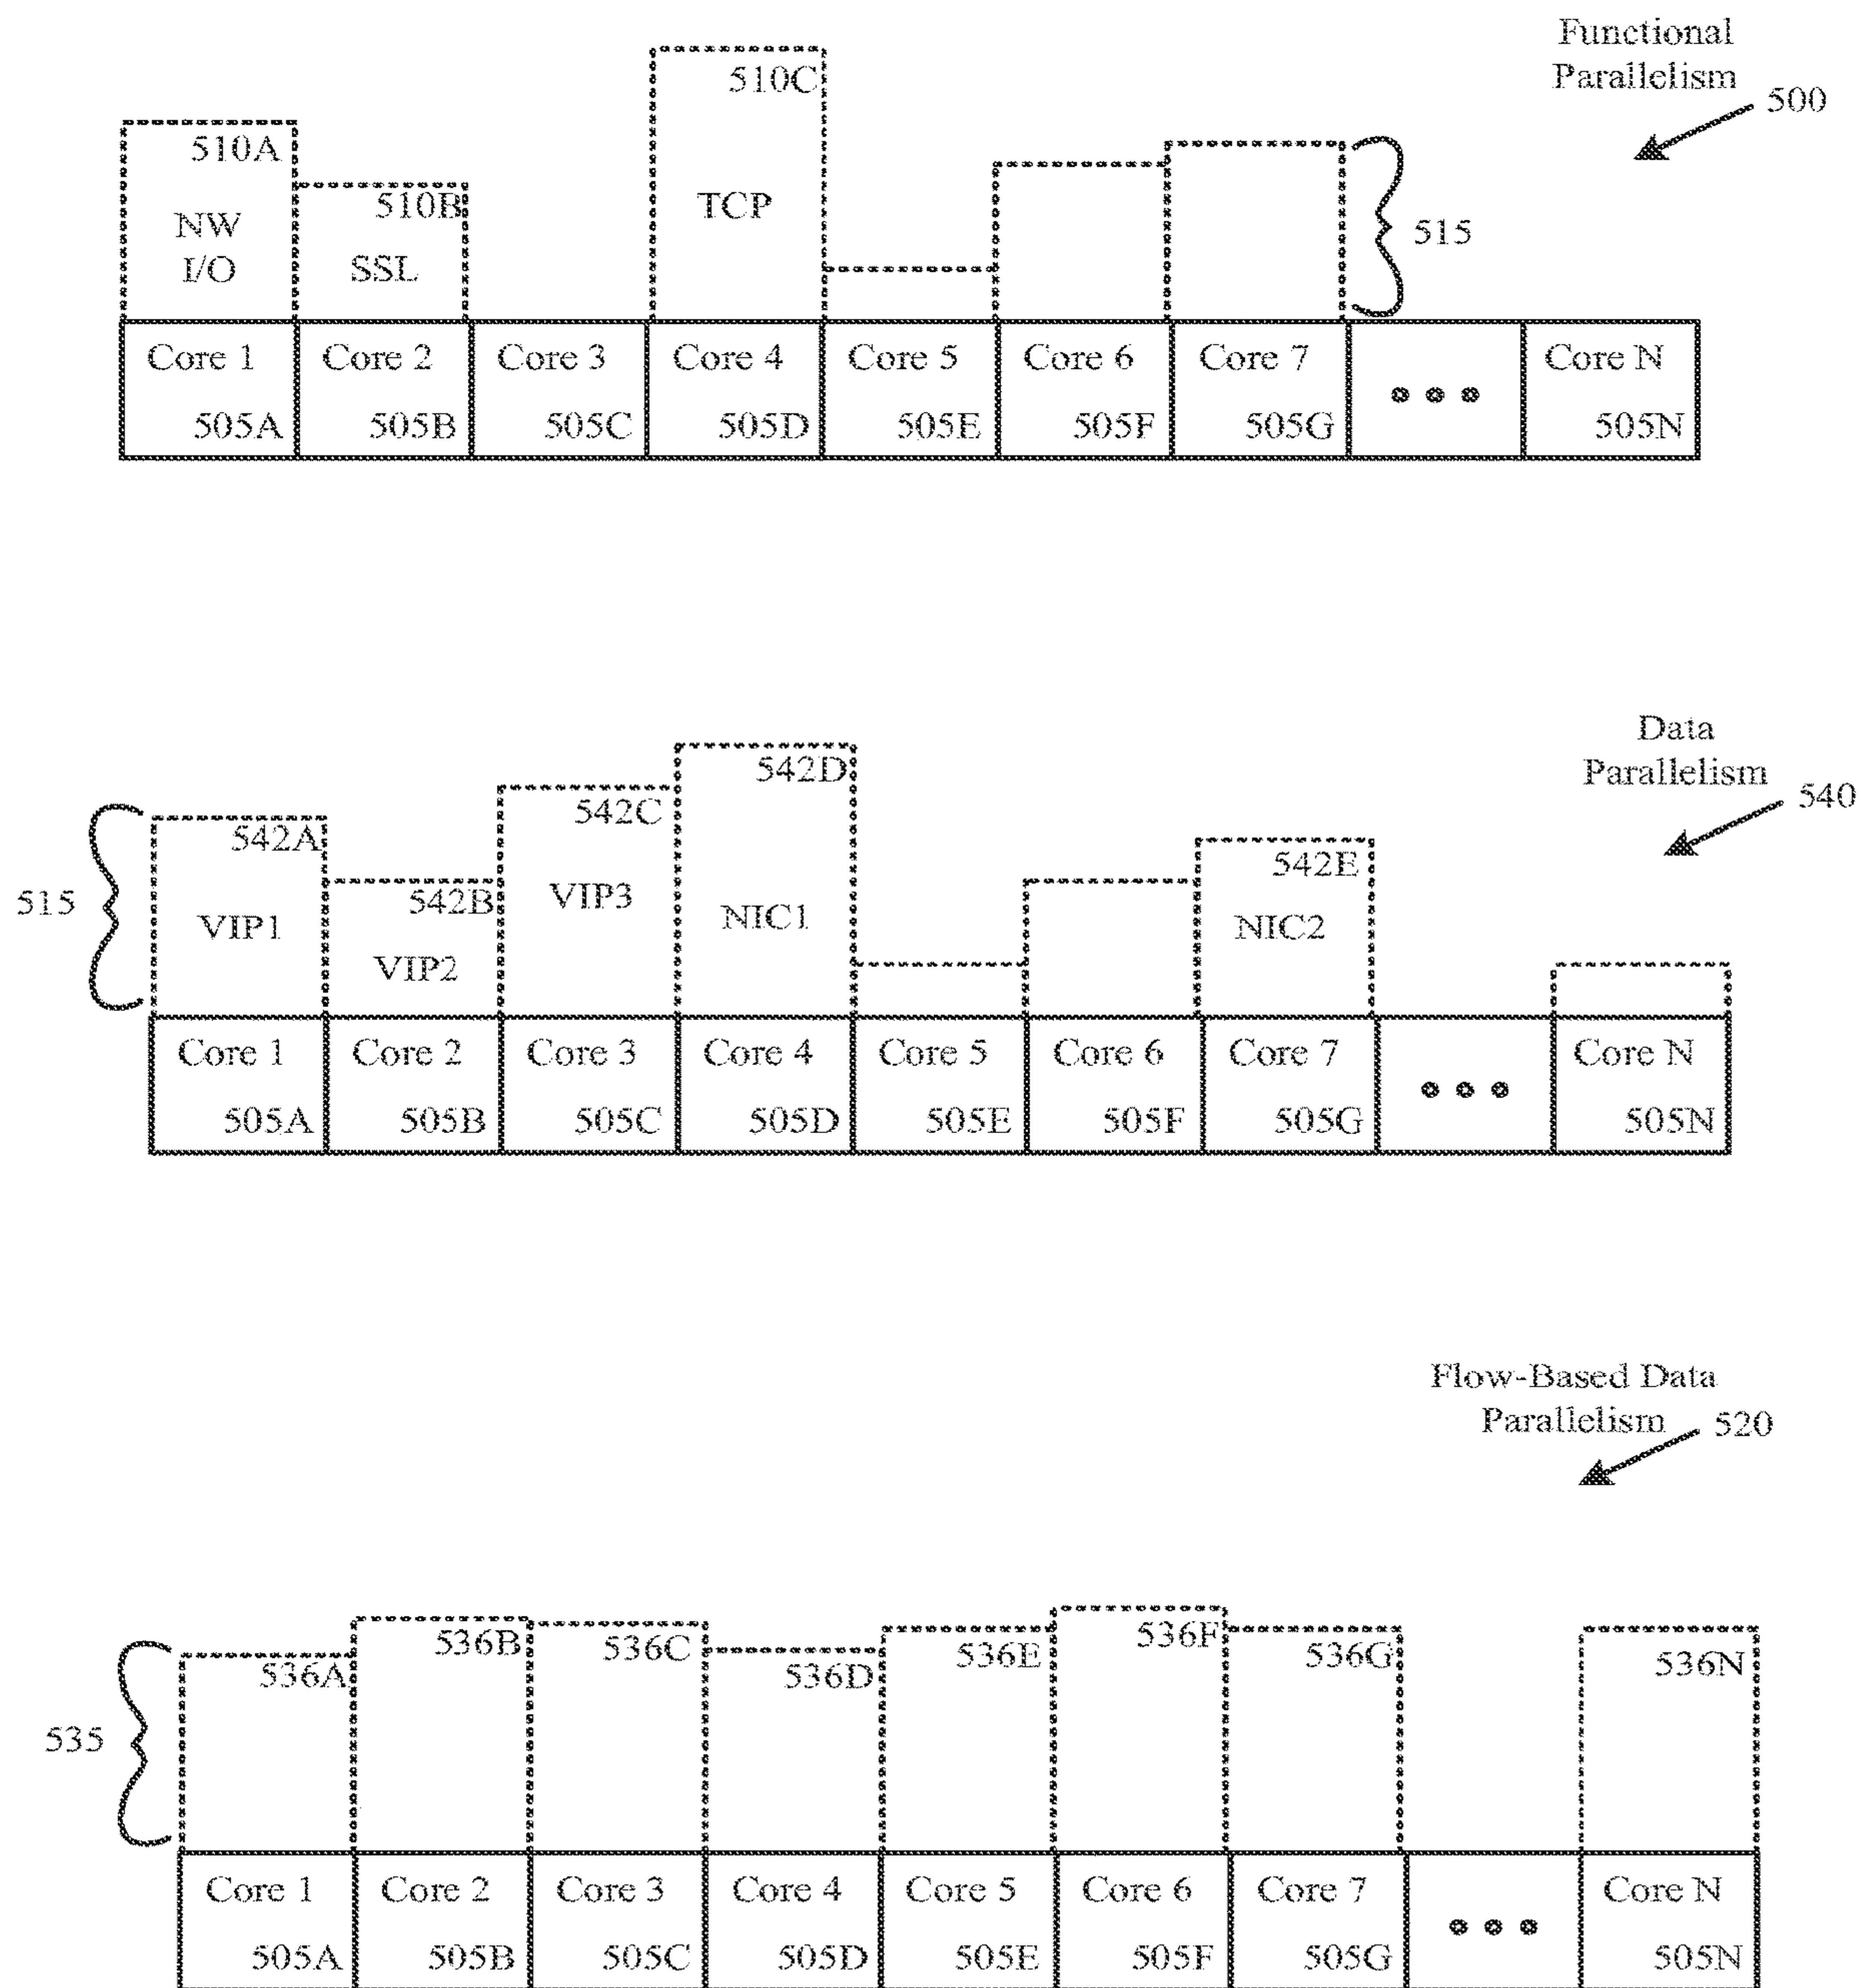 Functional
Parallelism
500
510A
NW
I/O
510B
SSL
510C
TCP
515
Core 1 Core 2 Core 3 Core 4 Core 5 Core 6 Core 7 Core N
505A 505B 505C 505D 505E 505F 505G 505N
Data
Parallelism
540
515
542A
VIP1
542B
VIP2
542C
VIP3
542D
NIC1
542E
NIC2
Core 1 Core 2 Core 3 Core 4 Core 5 Core 6 Core 7 Core N
505A 505B 505C 505D 505E 505F 505G 505N
Flow-Based Data
Parallelism
520
535
536A 536B 536C 536D 536E 536F 536G 536N
Core 1 Core 2 Core 3 Core 4 Core 5 Core 6 Core 7 Core N
505A 505B 505C 505D 505E 505F 505G 505N